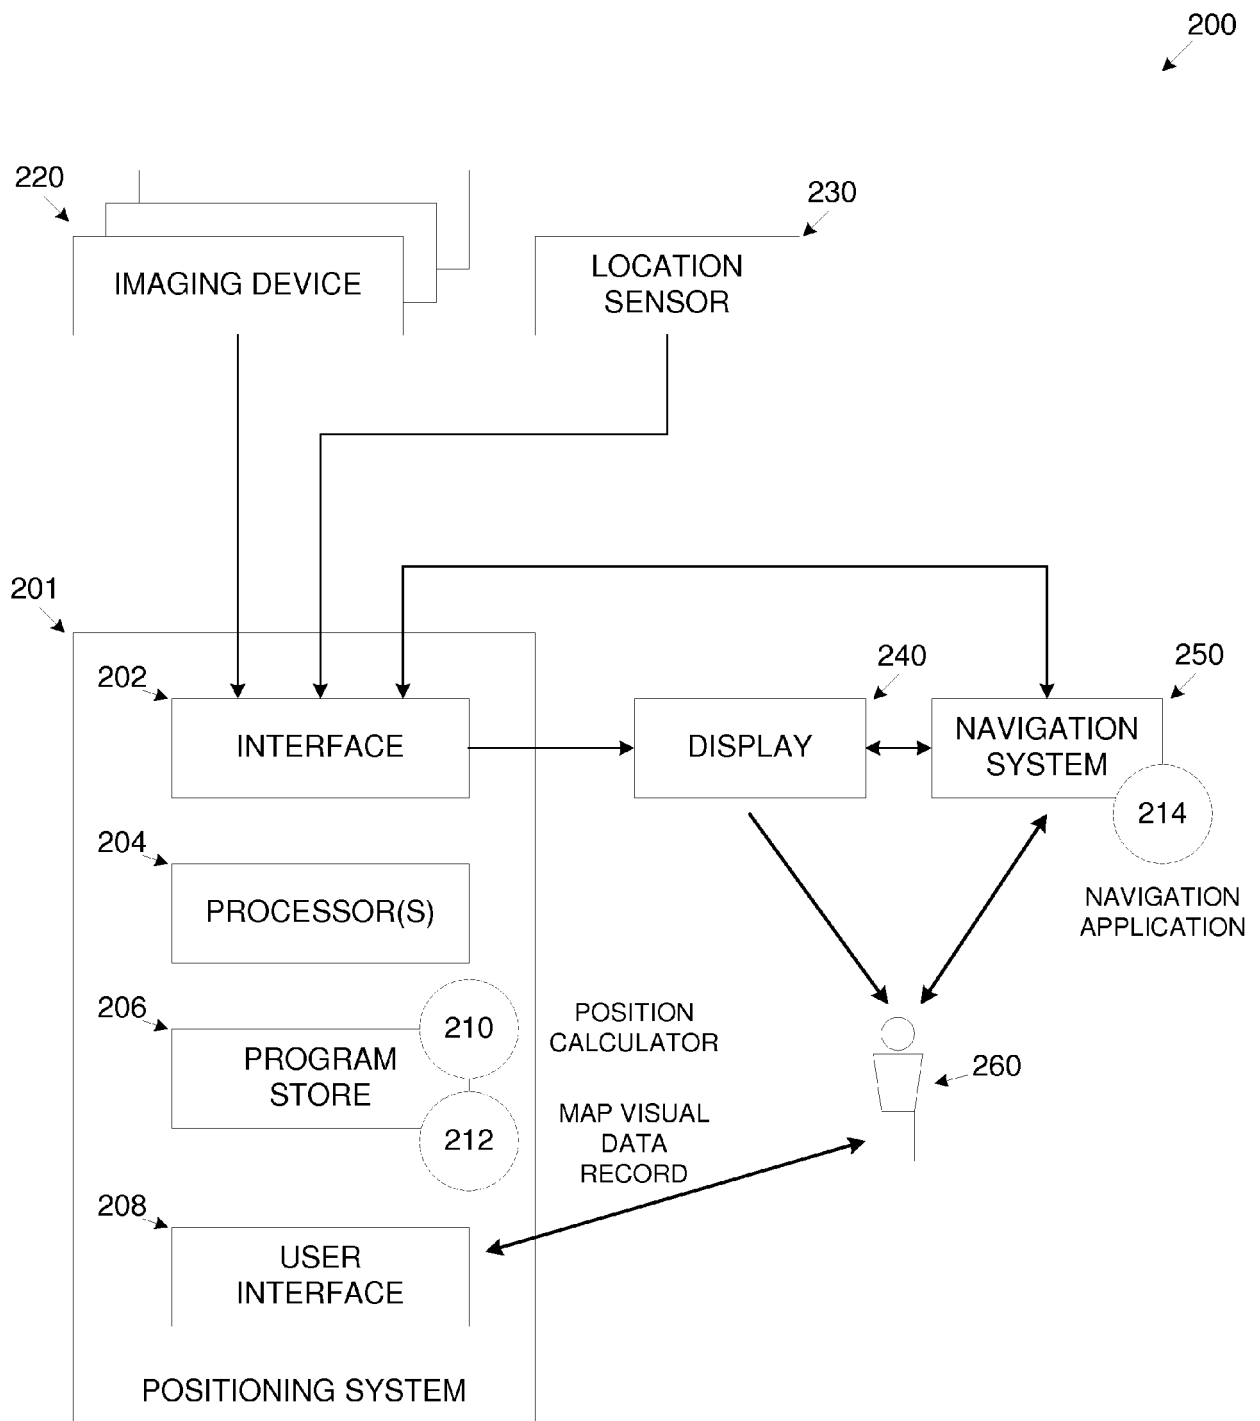 200
220
230
IMAGING DEVICE
LOCATION
SENSOR
201
202
240
250
INTERFACE
DISPLAY
NAVIGATION
SYSTEM
214
204
PROCESSOR(S)
NAVIGATION
APPLICATION
206
210
POSITION
CALCULATOR
PROGRAM
STORE
260
212
MAP VISUAL
DATA
RECORD
208
USER
INTERFACE
POSITIONING SYSTEM